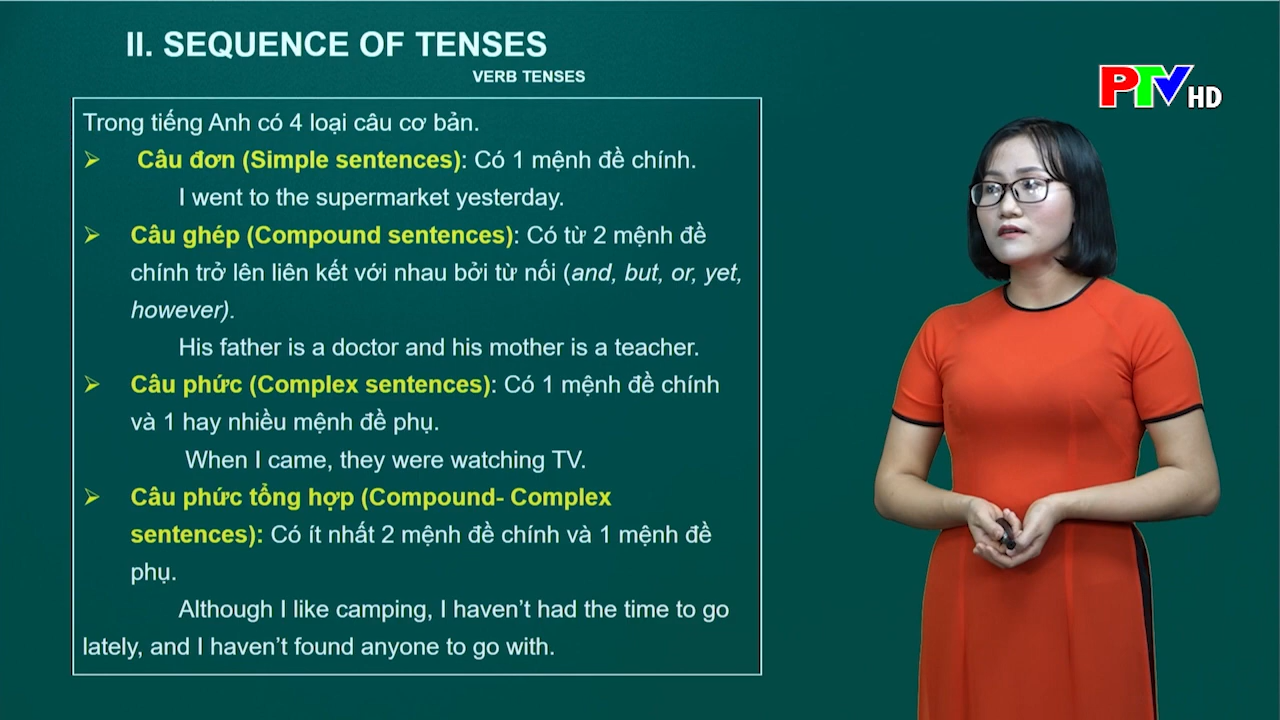 II. SEQUENCE OF TENSES
VERB TENSES
PTV HD
Trong tiếng Anh có 4 loại câu cơ bản.
➢ Câu đơn (Simple sentences): Có 1 mệnh đề chính.
I went to the supermarket yesterday.
➢ Câu ghép (Compound sentences): Có từ 2 mệnh đề
chính trở lên liên kết với nhau bởi từ nối (and, but, or, yet,
however).
His father is a doctor and his mother is a teacher.
➢ Câu phức (Complex sentences): Có 1 mệnh đề chính
và 1 hay nhiều mệnh đề phụ.
When I came, they were watching TV.
➢ Câu phức tổng hợp (Compound- Complex
sentences): Có ít nhất 2 mệnh đề chính và 1 mệnh đề
phụ.
Although I like camping, I haven’t had the time to go
lately, and I haven’t found anyone to go with.